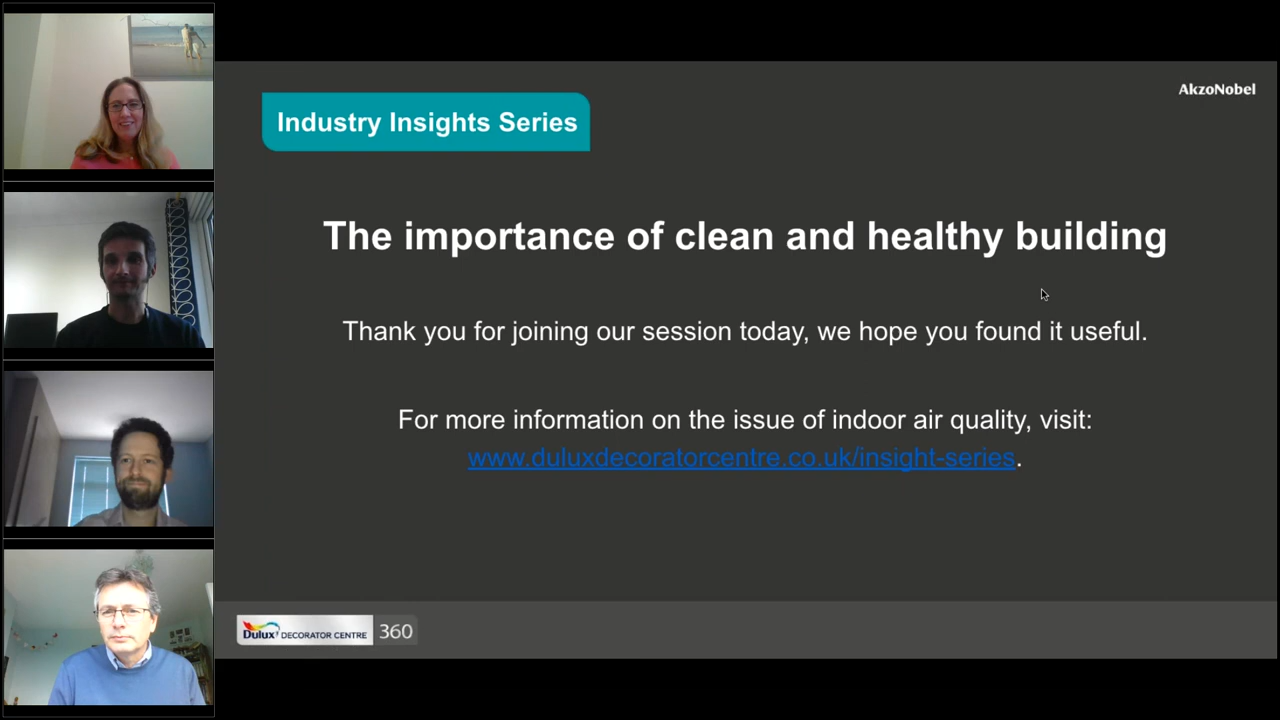 AkzoNobel
Industry Insights Series
The importance of clean and healthy building
Thank you for joining our session today, we hope you found it useful.
For more information on the issue of indoor air quality, visit:
www.duluxdecoratorcentre.co.uk/insight-series.
Dulux DECORATOR CENTRE 360